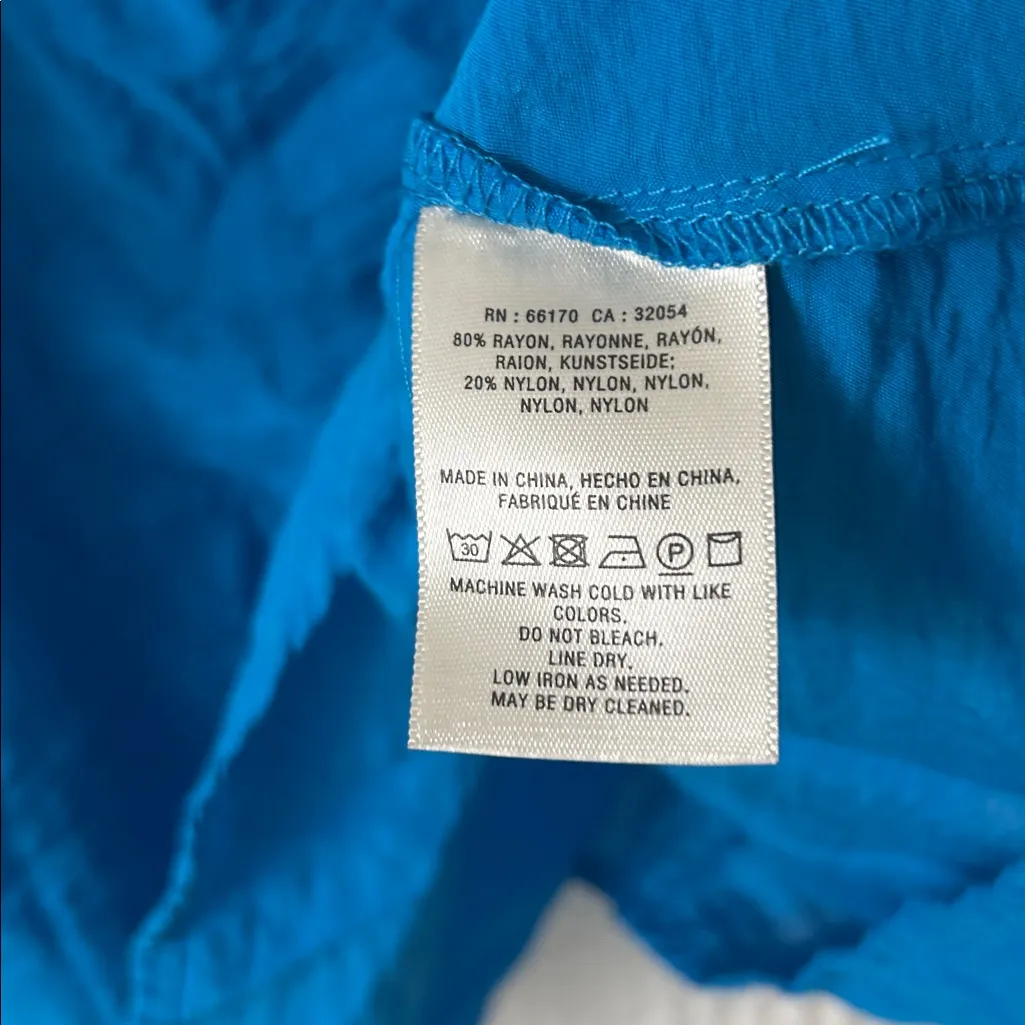 RN : 66170 CA : 32054
80% RAYON, RAYONNE, RAYÓN,
RAION, KUNSTSEIDE;
20% NYLON, NYLON, NYLON,
NYLON, NYLON
MADE IN CHINA, HECHO EN CHINA,
FABRIQUÉ EN CHINE
30 P
MACHINE WASH COLD WITH LIKE
COLORS.
DO NOT BLEACH.
LINE DRY.
LOW IRON AS NEEDED.
MAY BE DRY CLEANED.